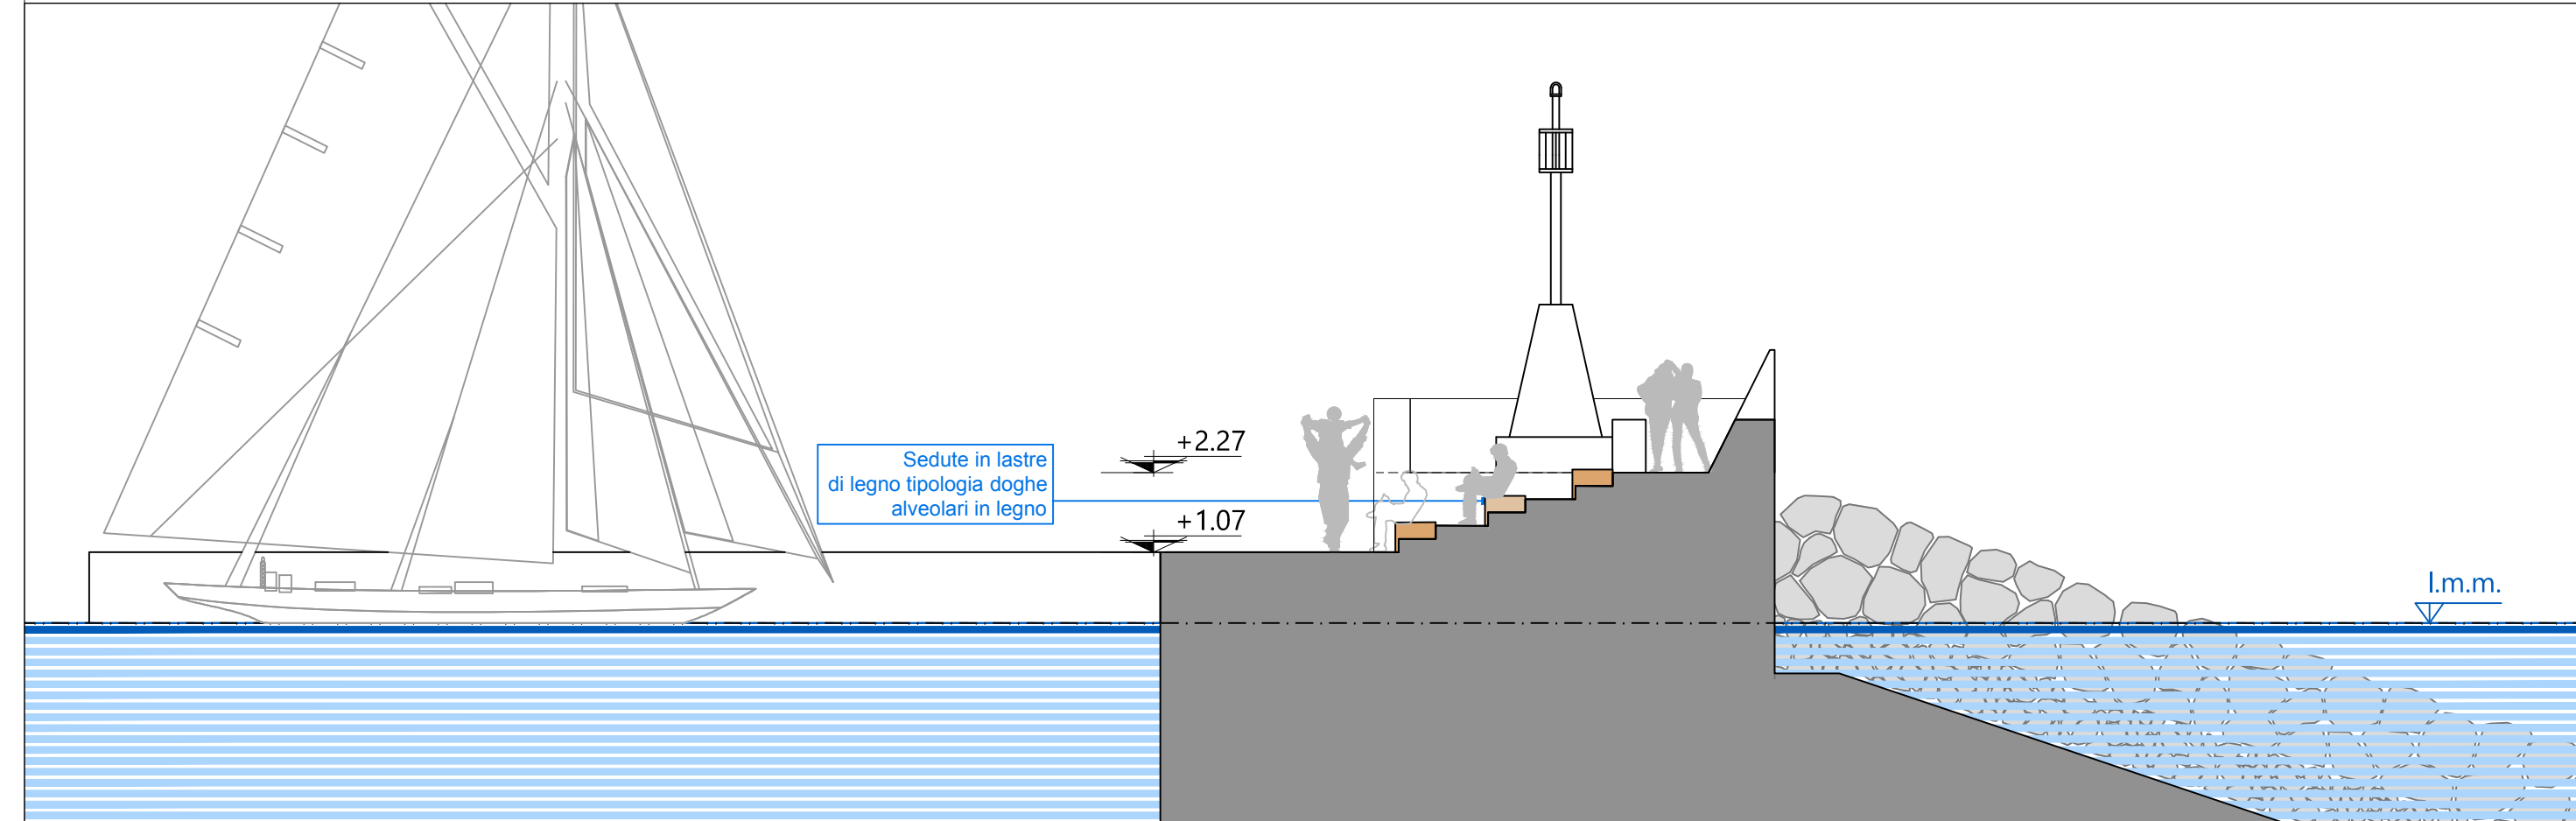 +2.27
Sedute in lastre
di legno tipologia doghe
alveolari in legno
+1.07
l.m.m.